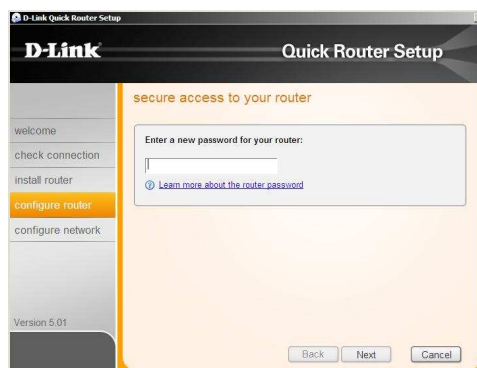 D-Link Quick Router Setup
D-Link
Quick Router Setup
secure access to your router
welcome
check connection
install router
configure router
configure network
Version 5.01
Enter a new password for your router:
Learn more about the router password
Back
Next
Cancel